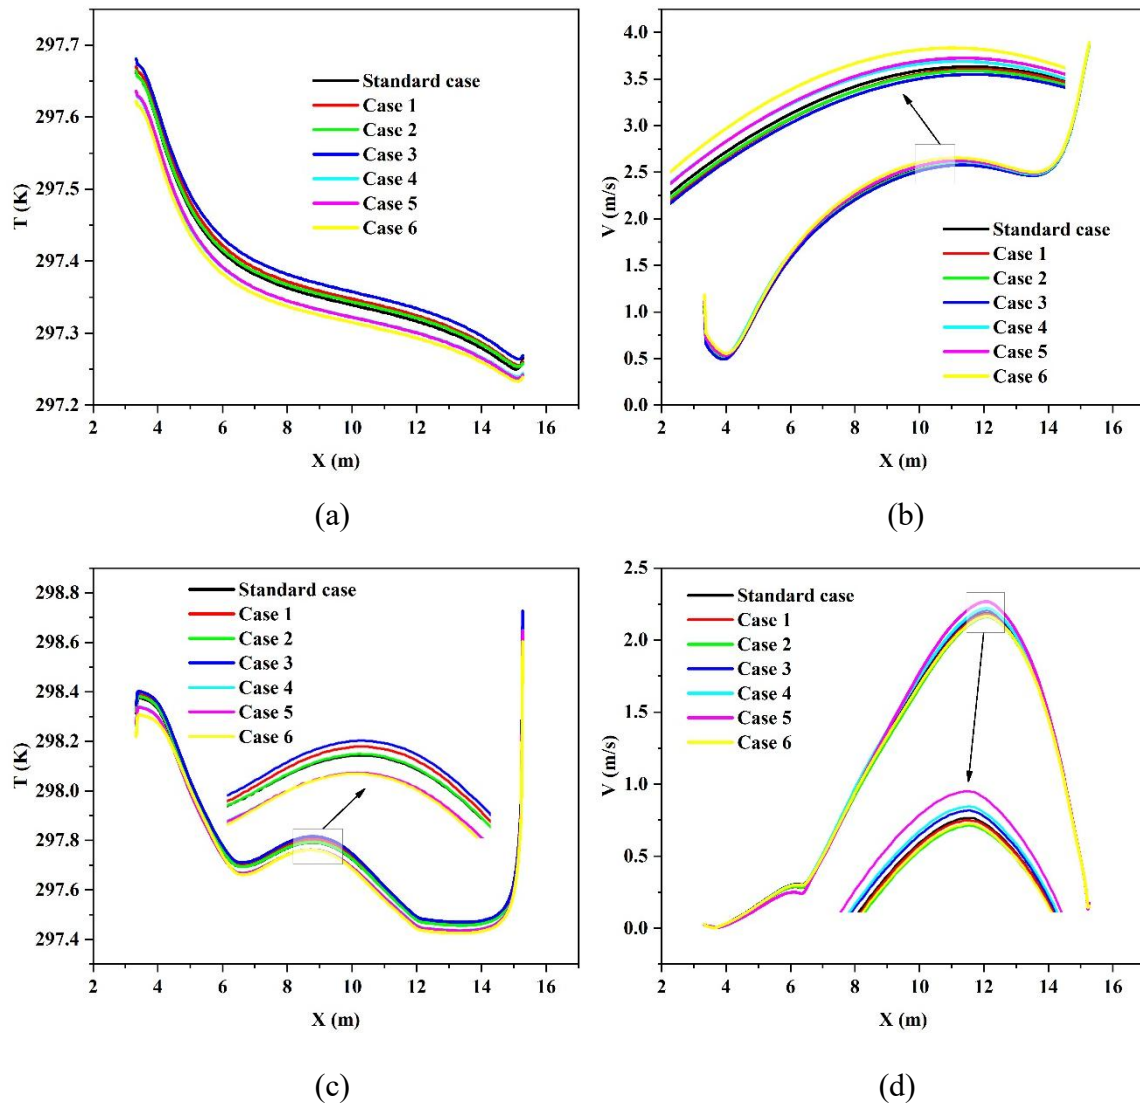 297.7
297.6
297.5
297.4
297.3
297.2
T (K)
Standard case
Case 1
Case 2
Case 3
Case 4
Case 5
Case 6
2 4 6 8 10 12 14 16
X (m)
(a)
4.0
3.5
3.0
2.5
2.0
1.5
1.0
0.5
0.0
V (m/s)
Standard case
Case 1
Case 2
Case 3
Case 4
Case 5
Case 6
2 4 6 8 10 12 14 16
X (m)
(b)
298.8
298.6
298.4
298.2
298.0
297.8
297.6
297.4
T (K)
Standard case
Case 1
Case 2
Case 3
Case 4
Case 5
Case 6
2 4 6 8 10 12 14 16
X (m)
(c)
2.5
2.0
1.5
1.0
0.5
0.0
V (m/s)
Standard case
Case 1
Case 2
Case 3
Case 4
Case 5
Case 6
2 4 6 8 10 12 14 16
X (m)
(d)